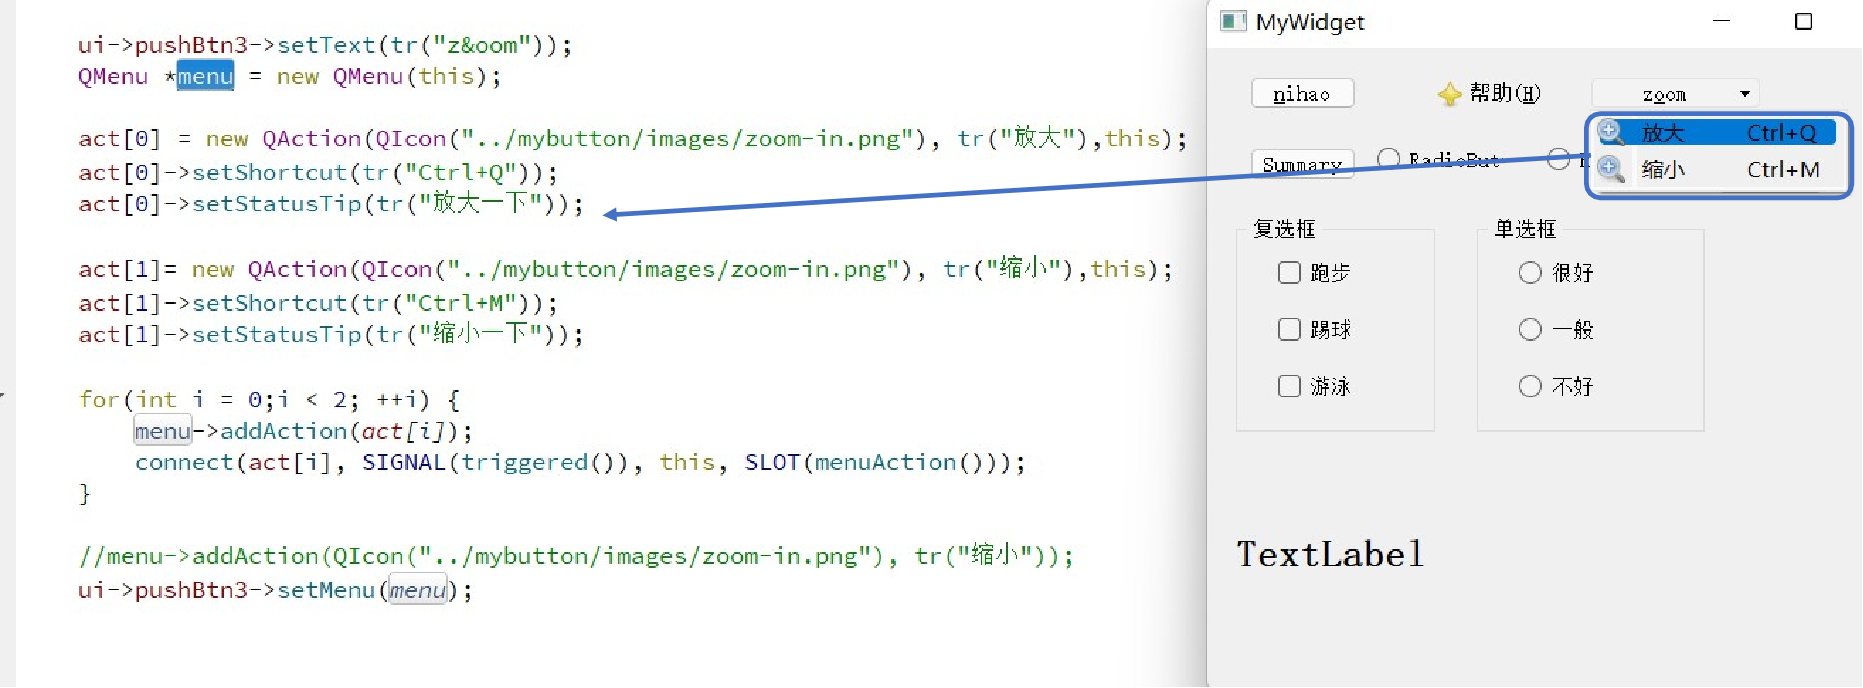 ui->pushBtn3->setText(tr("z&oom"));
QMenu *menu = new QMenu(this);
act[0] = new QAction(QIcon("../mybutton/images/zoom-in.png"), tr("放大"),this);
act[0]->setShortcut(tr("Ctrl+Q"));
act[0]->setStatusTip(tr("放大一下"));
act[1]= new QAction(QIcon("../mybutton/images/zoom-in.png"), tr("缩小"),this);
act[1]->setShortcut(tr("Ctrl+M"));
act[1]->setStatusTip(tr("缩小一下"));
for(int i = 0;i < 2; ++i) {
menu->addAction(act[i]);
connect(act[i], SIGNAL(triggered()), this, SLOT(menuAction()));
}
//menu->addAction(QIcon("../mybutton/images/zoom-in.png"), tr("缩小"));
ui->pushBtn3->setMenu(menu);
MyWidget
nihao
帮助(H)
zoom
放大 Ctrl+Q
缩小 Ctrl+M
Summary
RadioBut
复选框
跑步
踢球
游泳
单选框
很好
一般
不好
TextLabel